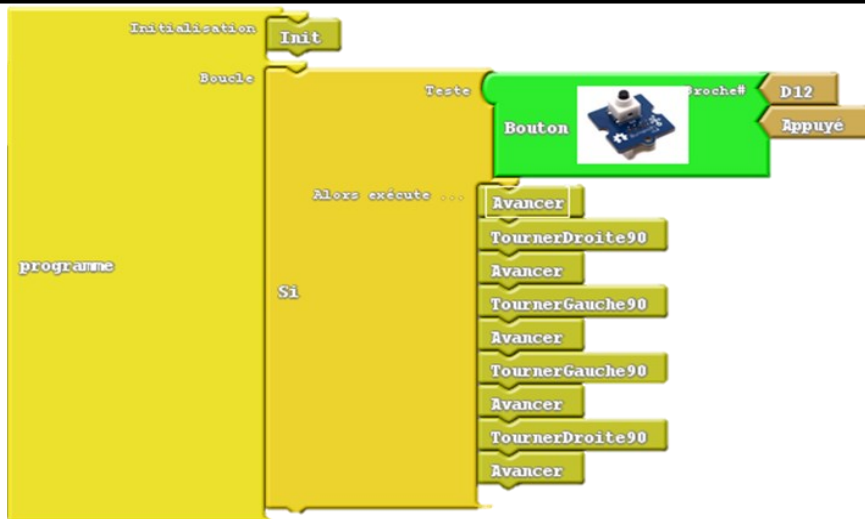 Initialisation
Init
Boucle
Teste
Broche#
D12
Bouton
Appuyé
Alors exécute ...
Avancer
TournerDroite90
Avancer
programme
Si
TournerGauche90
Avancer
TournerGauche90
Avancer
TournerDroite90
Avancer